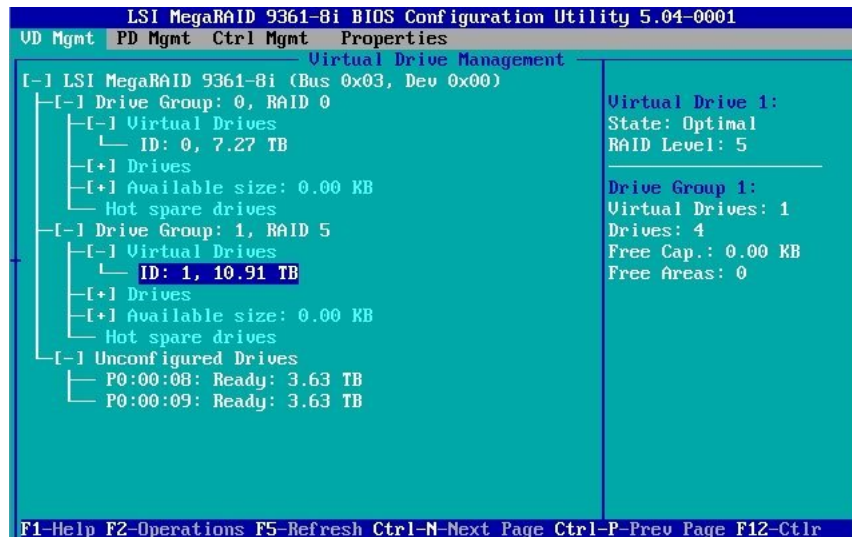 LSI MegaRAID 9361-8i BIOS Configuration Utility 5.04-0001
VD Mgmt PD Mgmt Ctrl Mgmt Properties
Virtual Drive Management
[-] LSI MegaRAID 9361-8i (Bus 0x03, Dev 0x00)
[-] Drive Group: 0, RAID 0
[-] Virtual Drives
ID: 0, 7.27 TB
[+] Drives
[+] Available size: 0.00 KB
Hot spare drives
[-] Drive Group: 1, RAID 5
[-] Virtual Drives
ID: 1, 10.91 TB
[+] Drives
[+] Available size: 0.00 KB
Hot spare drives
[-] Unconfigured Drives
P0:00:08: Ready: 3.63 TB
P0:00:09: Ready: 3.63 TB
Virtual Drive 1:
State: Optimal
RAID Level: 5
Drive Group 1:
Virtual Drives: 1
Drives: 4
Free Cap.: 0.00 KB
Free Areas: 0
F1-Help F2-Operations F5-Refresh Ctrl-N-Next Page Ctrl-P-Prev Page F12-Ctlr